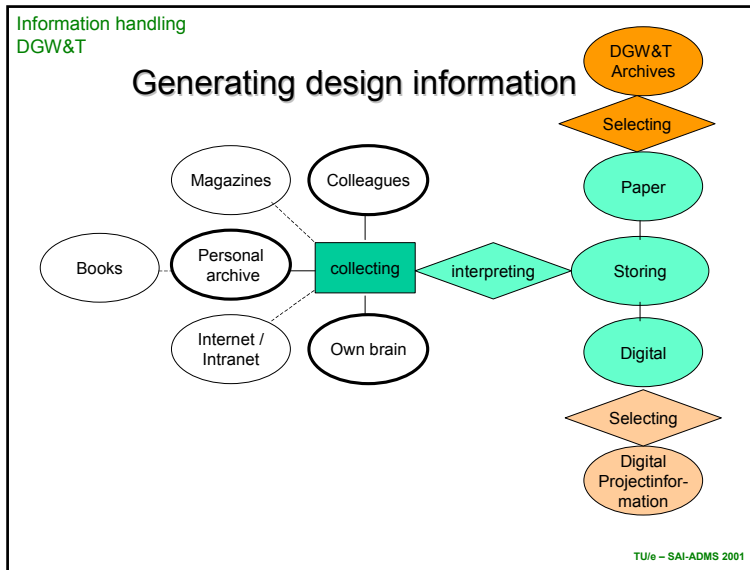 Information handling
DGW&T
Generating design information
DGW&T
Archives
Selecting
Magazines
Colleagues
Paper
Books
Personal
archive
collecting
interpreting
Storing
Internet /
Intranet
Own brain
Digital
Selecting
Digital
Projectinfor-
mation
TU/e – SAI-ADMS 2001